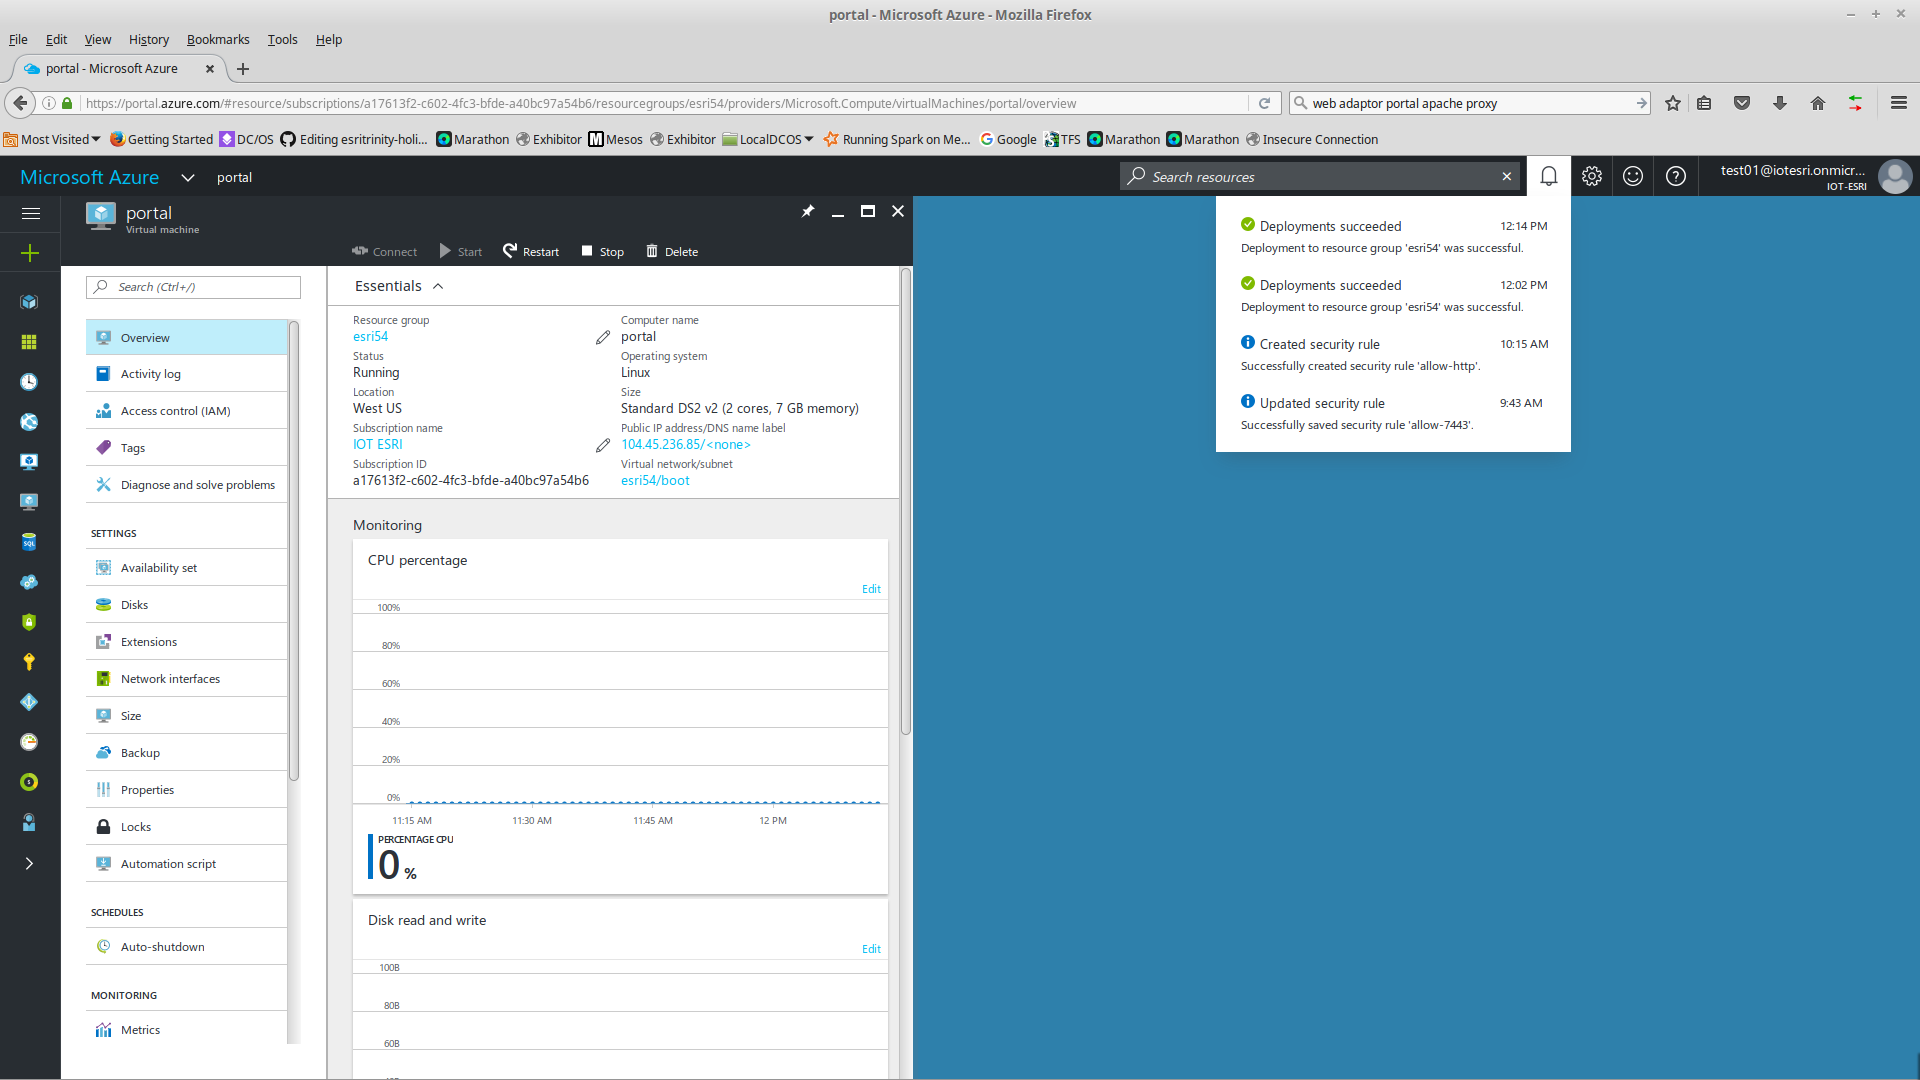 portal - Microsoft Azure - Mozilla Firefox
File Edit View History Bookmarks Tools Help
portal - Microsoft Azure
https://portal.azure.com/#resource/subscriptions/a17613f2-c602-4fc3-bfde-a40bc97a54b6/resourcegroups/esri54/providers/Microsoft.Compute/virtualMachines/portal/overview
web adaptor portal apache proxy
Most Visited Getting Started DC/OS Editing esritrinity-holi... Marathon Exhibitor Mesos Exhibitor LocalDCOS Running Spark on Me... Google TFS Marathon Marathon Insecure Connection
Microsoft Azure portal
Search resources
test01@iotesri.onmicr...
IOT-ESRI
portal
Virtual machine
Connect Start Restart Stop Delete
Search (Ctrl+/)
Overview
Activity log
Access control (IAM)
Tags
Diagnose and solve problems
SETTINGS
Availability set
Disks
Extensions
Network interfaces
Size
Backup
Properties
Locks
Automation script
SCHEDULES
Auto-shutdown
MONITORING
Metrics
Essentials
Resource group
esri54
Status
Running
Location
West US
Subscription name
IOT ESRI
Subscription ID
a17613f2-c602-4fc3-bfde-a40bc97a54b6
Computer name
portal
Operating system
Linux
Size
Standard DS2 v2 (2 cores, 7 GB memory)
Public IP address/DNS name label
104.45.236.85/<none>
Virtual network/subnet
esri54/boot
Monitoring
CPU percentage
Edit
100%
80%
60%
40%
20%
0%
11:15 AM 11:30 AM 11:45 AM 12 PM
PERCENTAGE CPU
0 %
Disk read and write
Edit
100B
80B
60B
Deployments succeeded 12:14 PM
Deployment to resource group 'esri54' was successful.
Deployments succeeded 12:02 PM
Deployment to resource group 'esri54' was successful.
Created security rule 10:15 AM
Successfully created security rule 'allow-http'.
Updated security rule 9:43 AM
Successfully saved security rule 'allow-7443'.